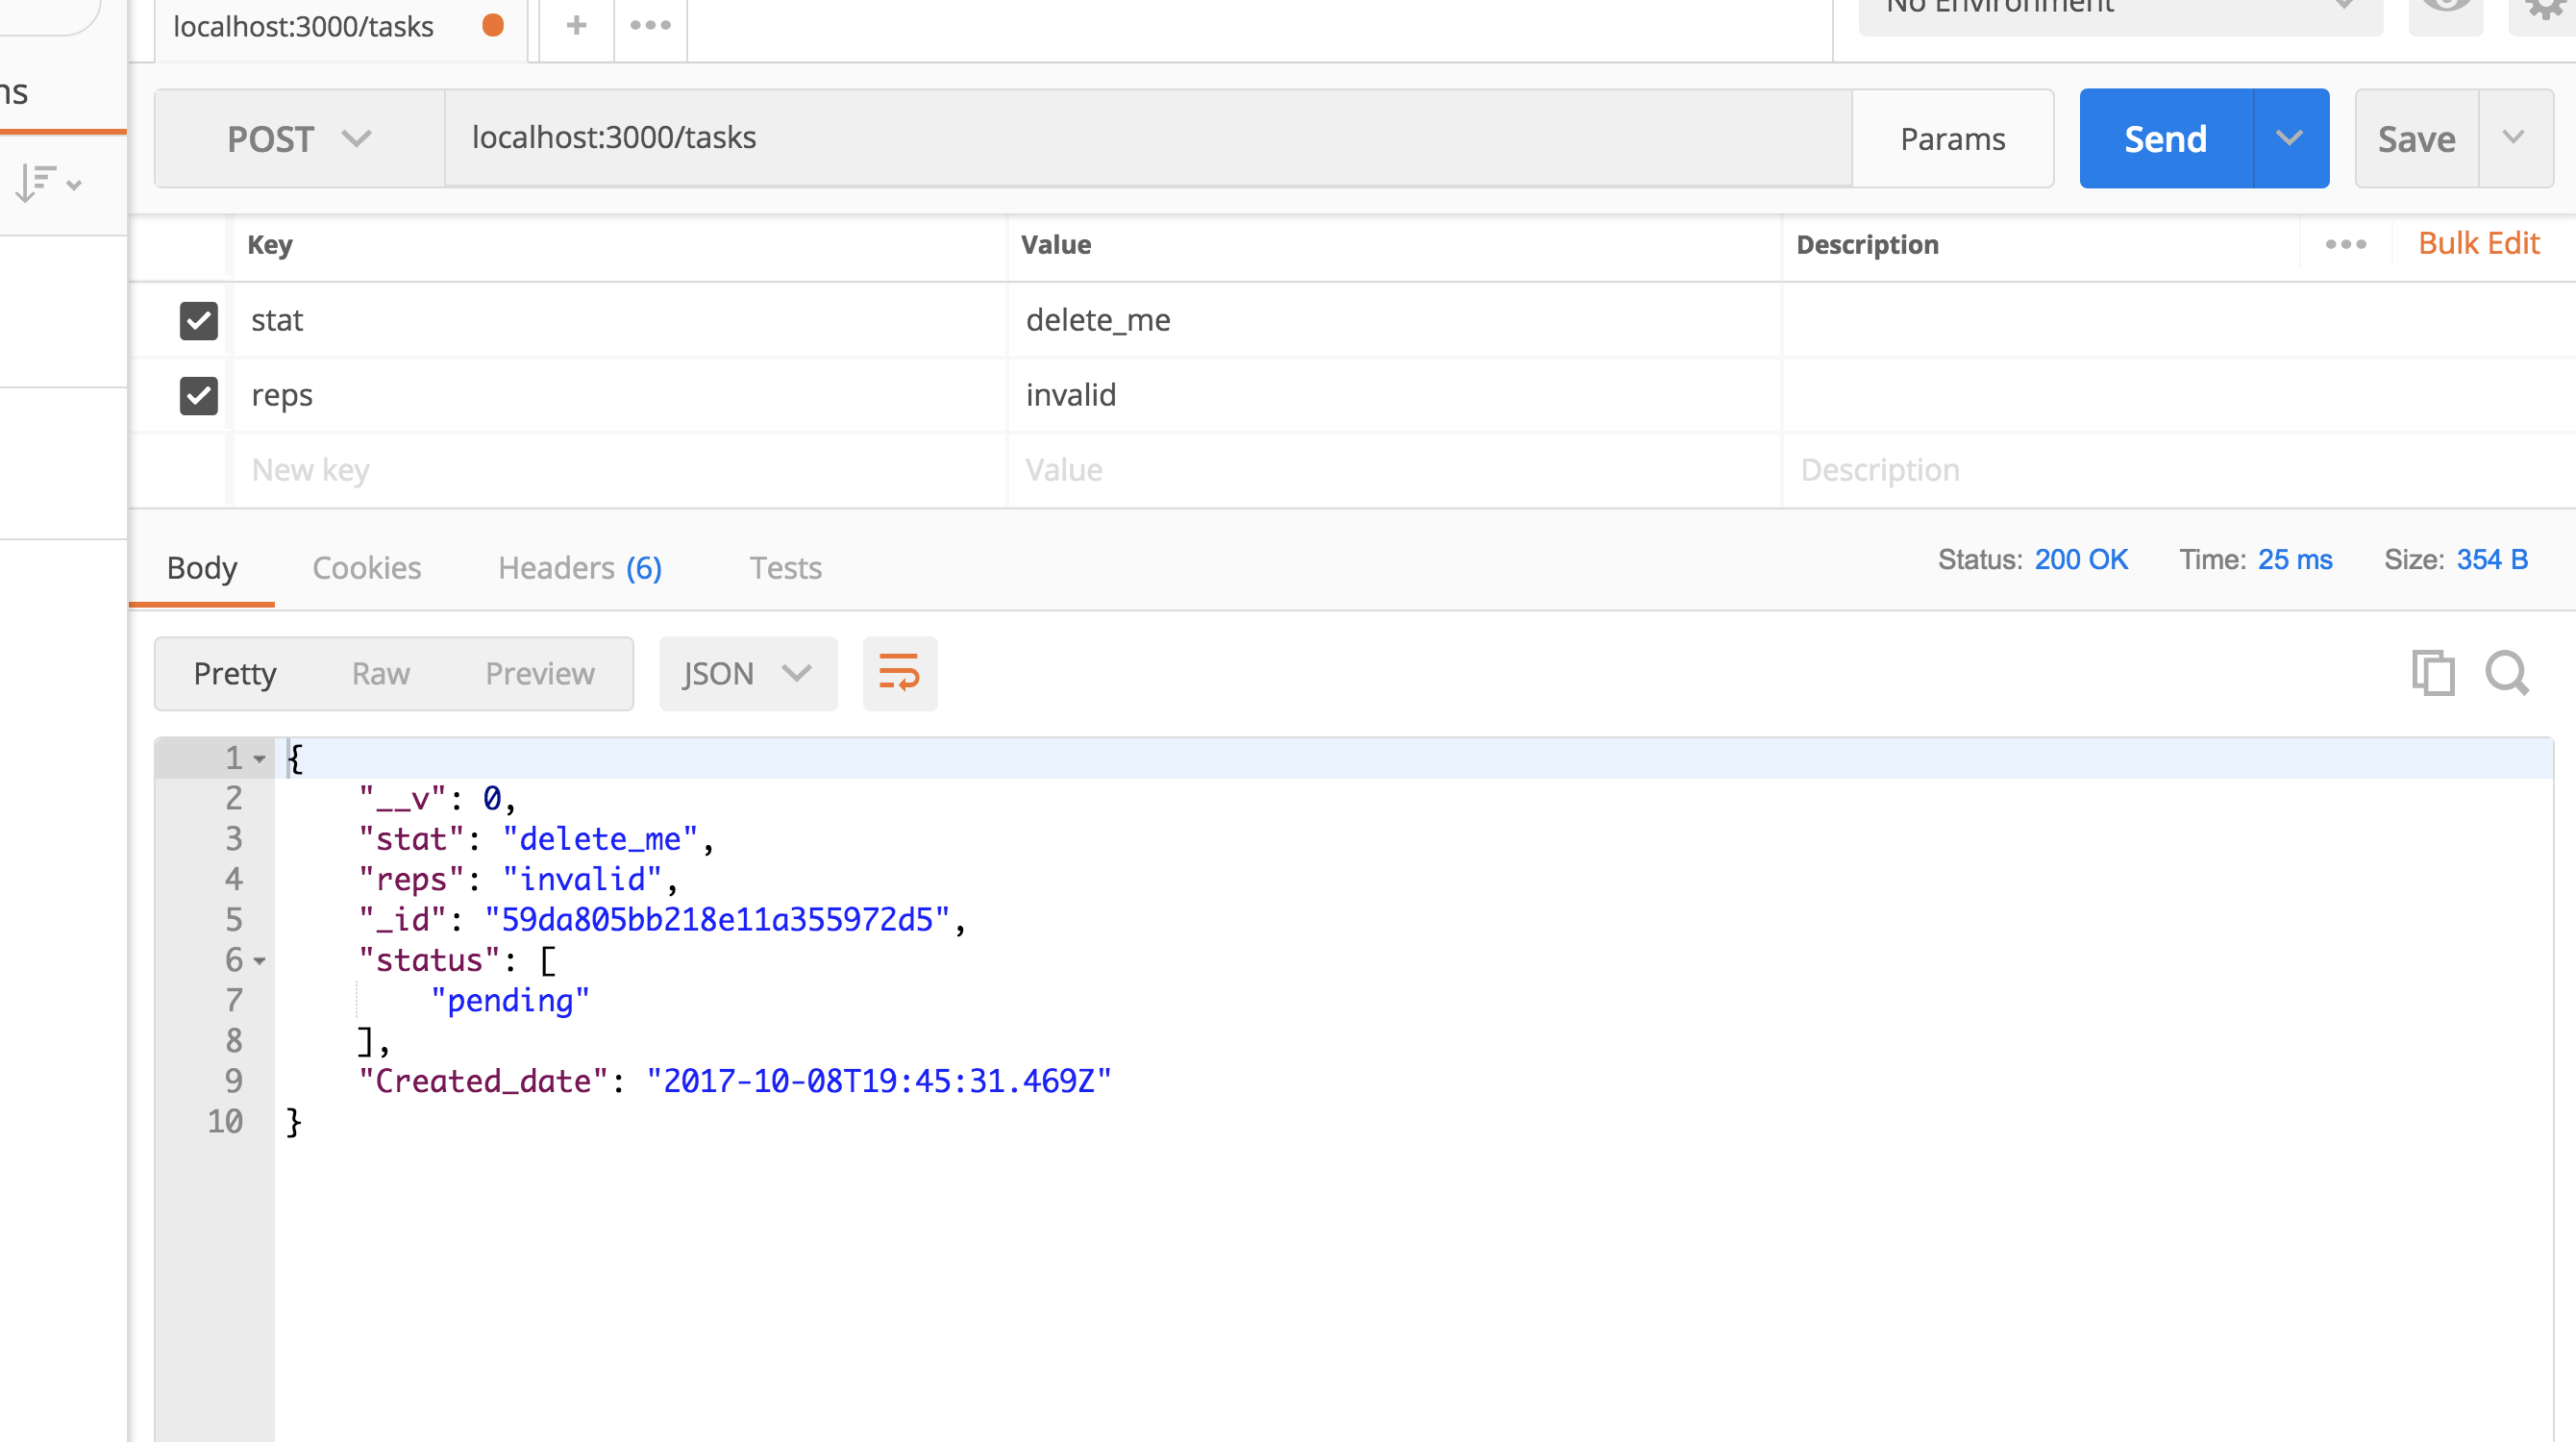 localhost:3000/tasks + •••
No Environment
ns
POST localhost:3000/tasks Params Send Save
Key Value Description ••• Bulk Edit
stat delete_me
reps invalid
New key Value Description
Body Cookies Headers (6) Tests Status: 200 OK Time: 25 ms Size: 354 B
Pretty Raw Preview JSON
1 {
2 "__v": 0,
3 "stat": "delete_me",
4 "reps": "invalid",
5 "_id": "59da805bb218e11a355972d5",
6 "status": [
7 "pending"
8 ],
9 "Created_date": "2017-10-08T19:45:31.469Z"
10 }